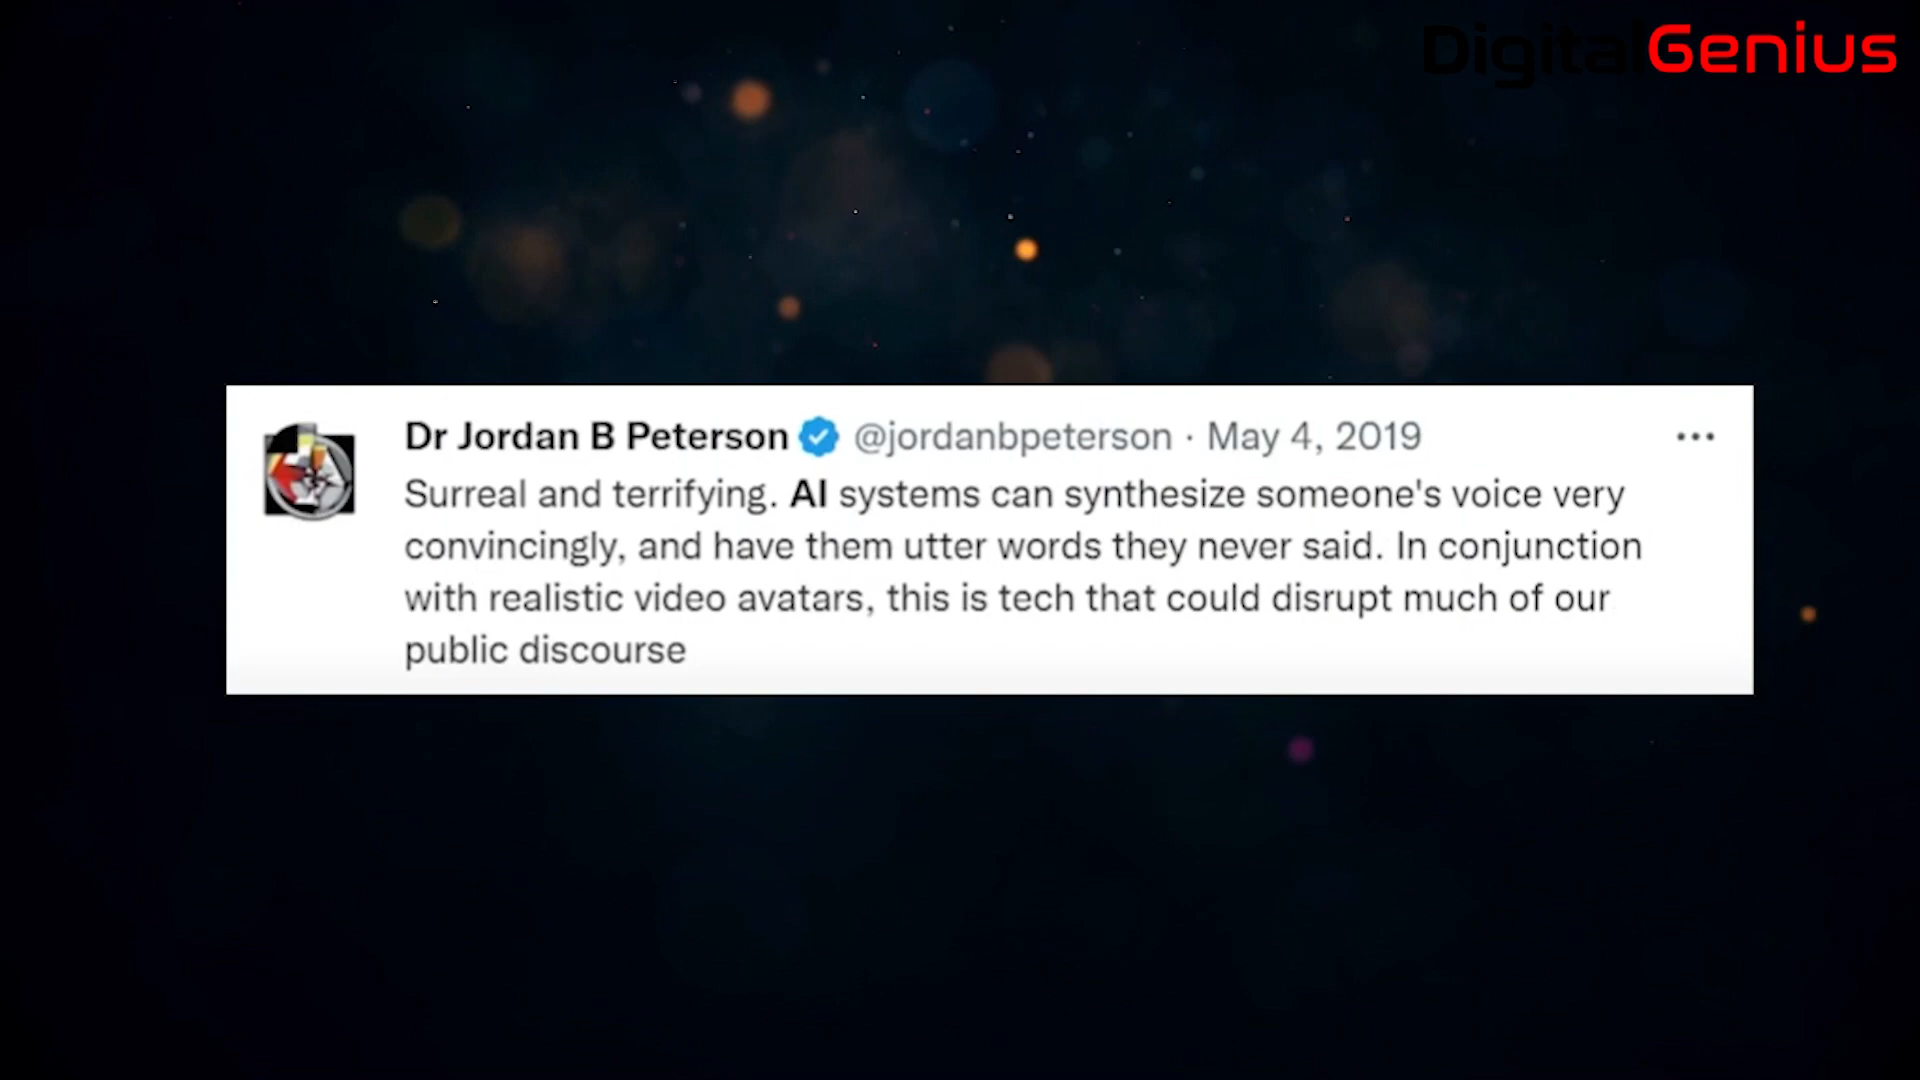 DigitalGenius
Dr Jordan B Peterson @jordanbpeterson · May 4, 2019 ...
Surreal and terrifying. AI systems can synthesize someone's voice very
convincingly, and have them utter words they never said. In conjunction
with realistic video avatars, this is tech that could disrupt much of our
public discourse